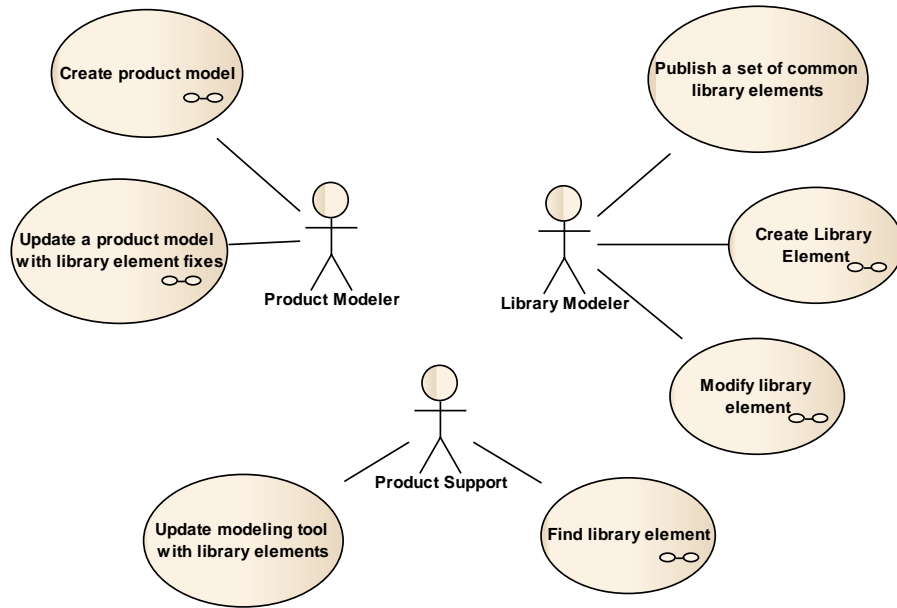 Create product model
Publish a set of common
library elements
Update a product model
with library element fixes
Create Library
Element
Product Modeler
Library Modeler
Modify library
element
Product Support
Update modeling tool
with library elements
Find library element